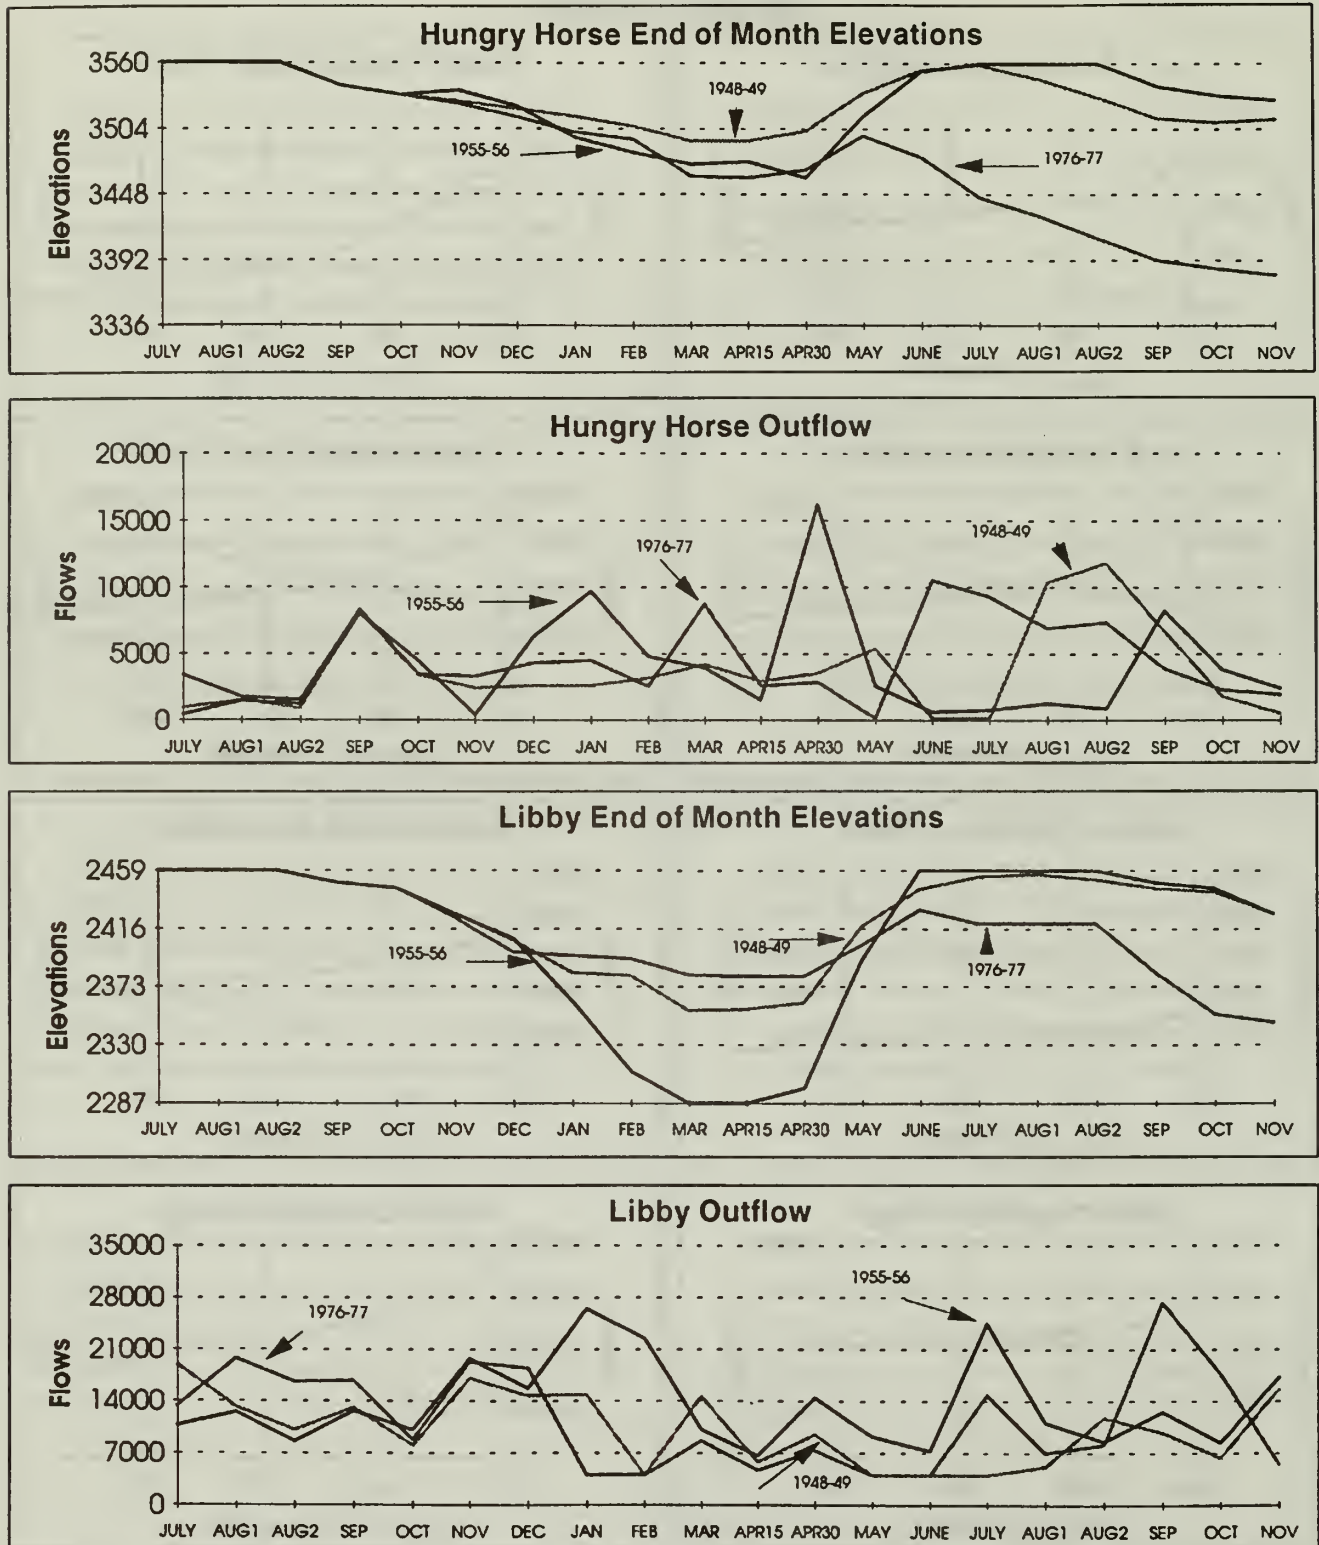 Hungry Horse End of Month Elevations
Elevations
3560
3504
3448
3392
3336
1948-49
1955-56
1976-77
JULY AUG1 AUG2 SEP OCT NOV DEC JAN FEB MAR APR15 APR30 MAY JUNE JULY AUG1 AUG2 SEP OCT NOV
Hungry Horse Outflow
Flows
20000
15000
10000
5000
0
1948-49
1976-77
1955-56
JULY AUG1 AUG2 SEP OCT NOV DEC JAN FEB MAR APR15 APR30 MAY JUNE JULY AUG1 AUG2 SEP OCT NOV
Libby End of Month Elevations
Elevations
2459
2416
2373
2330
2287
1955-56
1948-49
1976-77
JULY AUG1 AUG2 SEP OCT NOV DEC JAN FEB MAR APR15 APR30 MAY JUNE JULY AUG1 AUG2 SEP OCT NOV
Libby Outflow
Flows
35000
28000
21000
14000
7000
0
1955-56
1976-77
1948-49
JULY AUG1 AUG2 SEP OCT NOV DEC JAN FEB MAR APR15 APR30 MAY JUNE JULY AUG1 AUG2 SEP OCT NOV